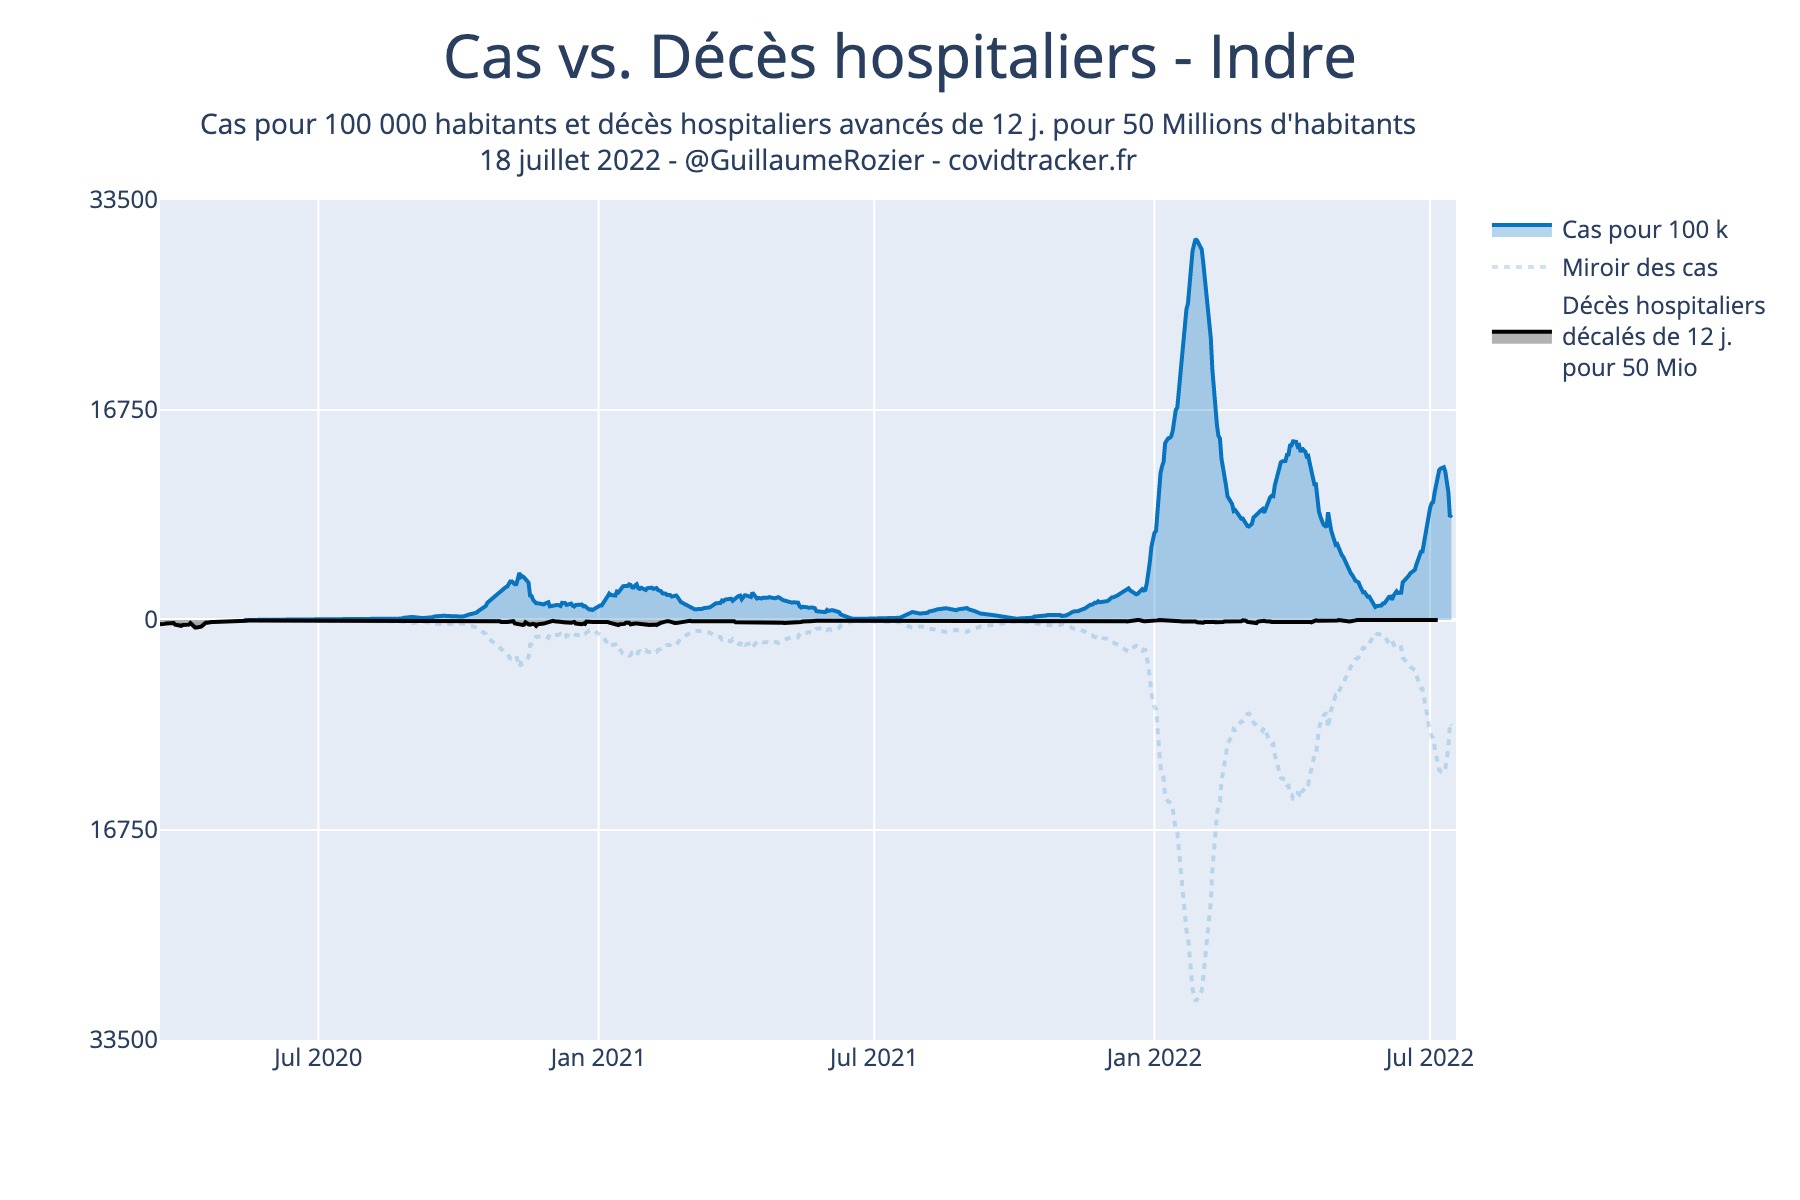 Cas vs. Décès hospitaliers - Indre
Cas pour 100 000 habitants et décès hospitaliers avancés de 12 j. pour 50 Millions d'habitants
18 juillet 2022 - @GuillaumeRozier - covidtracker.fr
33500
16750
0
16750
33500
Jul 2020
Jan 2021
Jul 2021
Jan 2022
Jul 2022
Cas pour 100 k
Miroir des cas
Décès hospitaliers
décalés de 12 j.
pour 50 Mio